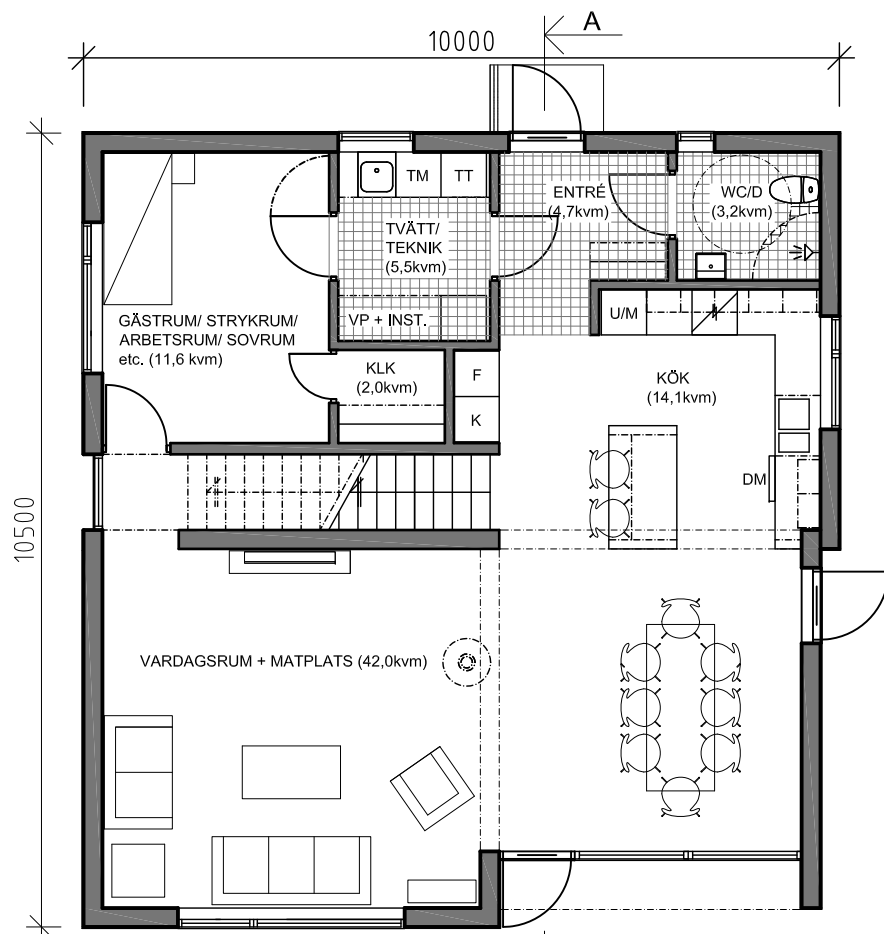 A
10000
TM
TT
ENTRÉ
(4,7kvm)
WC/D
(3,2kvm)
TVÄTT/
TEKNIK
(5,5kvm)
VP + INST.
U/M
GÄSTRUM/ STRYKRUM/
ARBETSRUM/ SOVRUM
etc. (11,6 kvm)
KLK
(2,0kvm)
F
K
KÖK
(14,1kvm)
DM
10500
VARDAGSRUM + MATPLATS (42,0kvm)